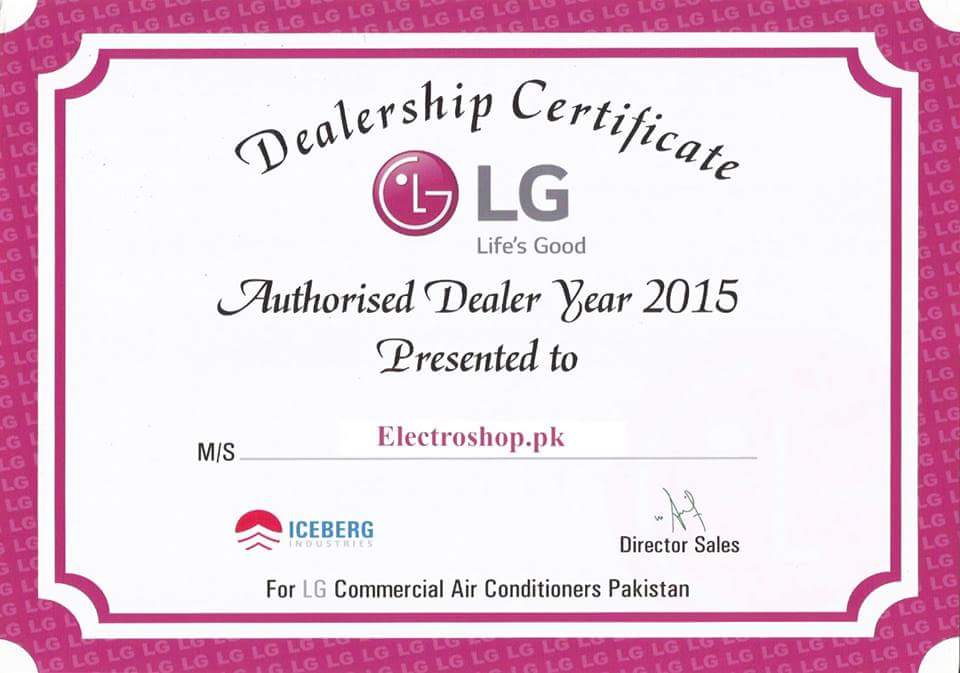 Dealership Certificate
LG
Life's Good
Authorised Dealer Year 2015
Presented to
M/S Electroshop.pk
ICEBERG
INDUSTRIES
Director Sales
For LG Commercial Air Conditioners Pakistan